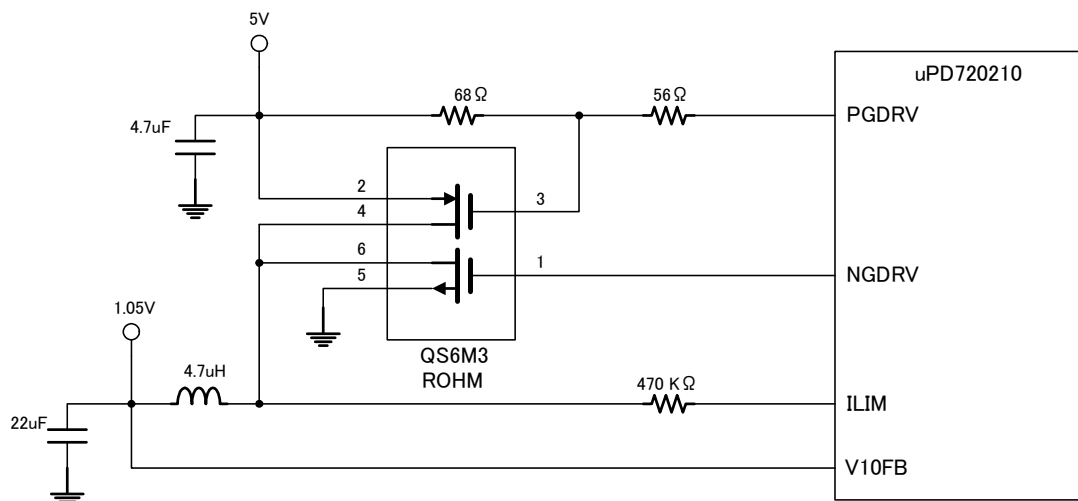 5V
uPD720210
68Ω
56Ω
PGDRV
4.7uF
2
3
4
6
1
NGDRV
5
1.05V
QS6M3
ROHM
4.7uH
470 KΩ
ILIM
22uF
V10FB